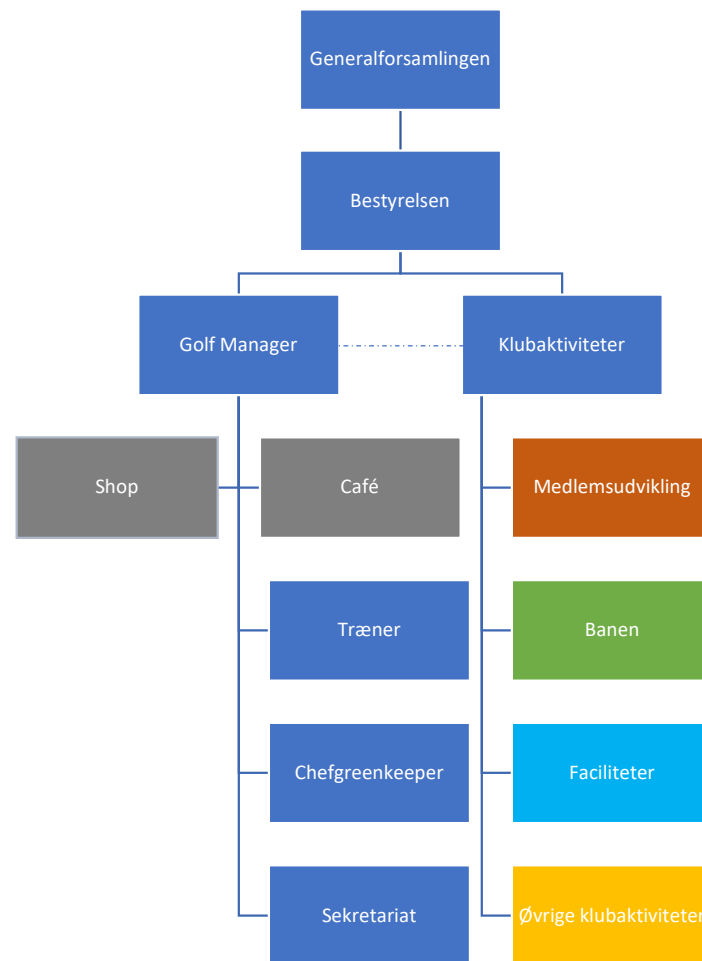 Generalforsamlingen
Bestyrelsen
Golf Manager
Klubaktiviteter
Shop
Café
Medlemsudvikling
Træner
Banen
Chefgreenkeeper
Faciliteter
Sekretariat
Øvrige klubaktiviteter